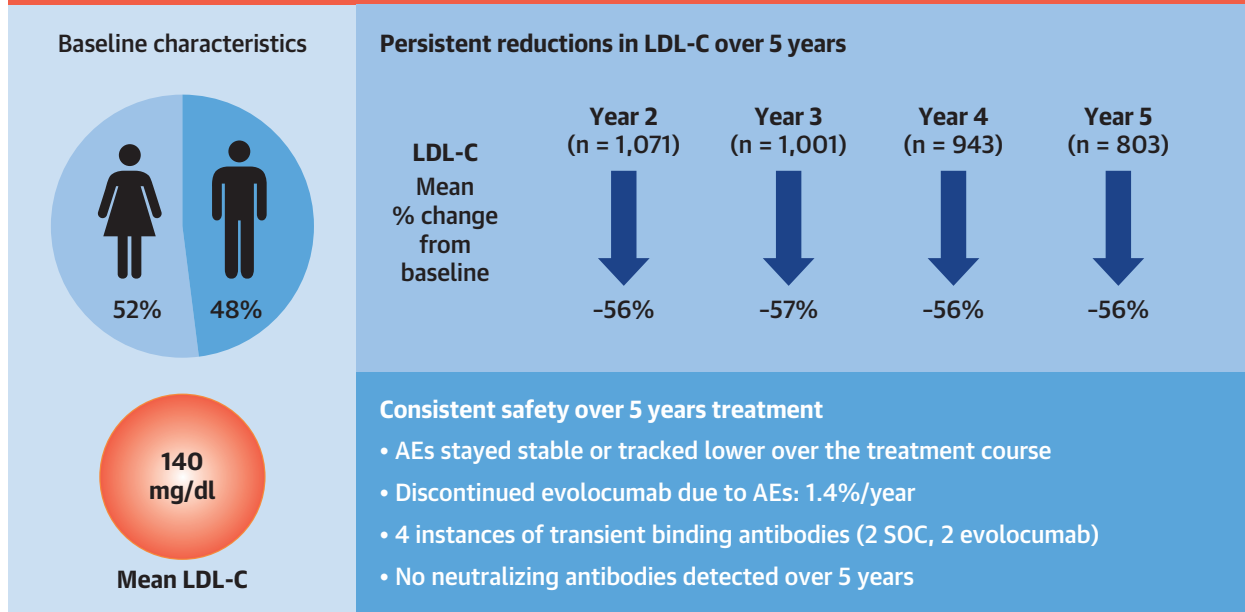 Baseline characteristics
52%
48%
140
mg/dl
Mean LDL-C
Persistent reductions in LDL-C over 5 years
LDL-C
Mean
% change
from
baseline
Year 2
(n = 1,071)
-56%
Year 3
(n = 1,001)
-57%
Year 4
(n = 943)
-56%
Year 5
(n = 803)
-56%
Consistent safety over 5 years treatment
• AEs stayed stable or tracked lower over the treatment course
• Discontinued evolocumab due to AEs: 1.4%/year
• 4 instances of transient binding antibodies (2 SOC, 2 evolocumab)
• No neutralizing antibodies detected over 5 years